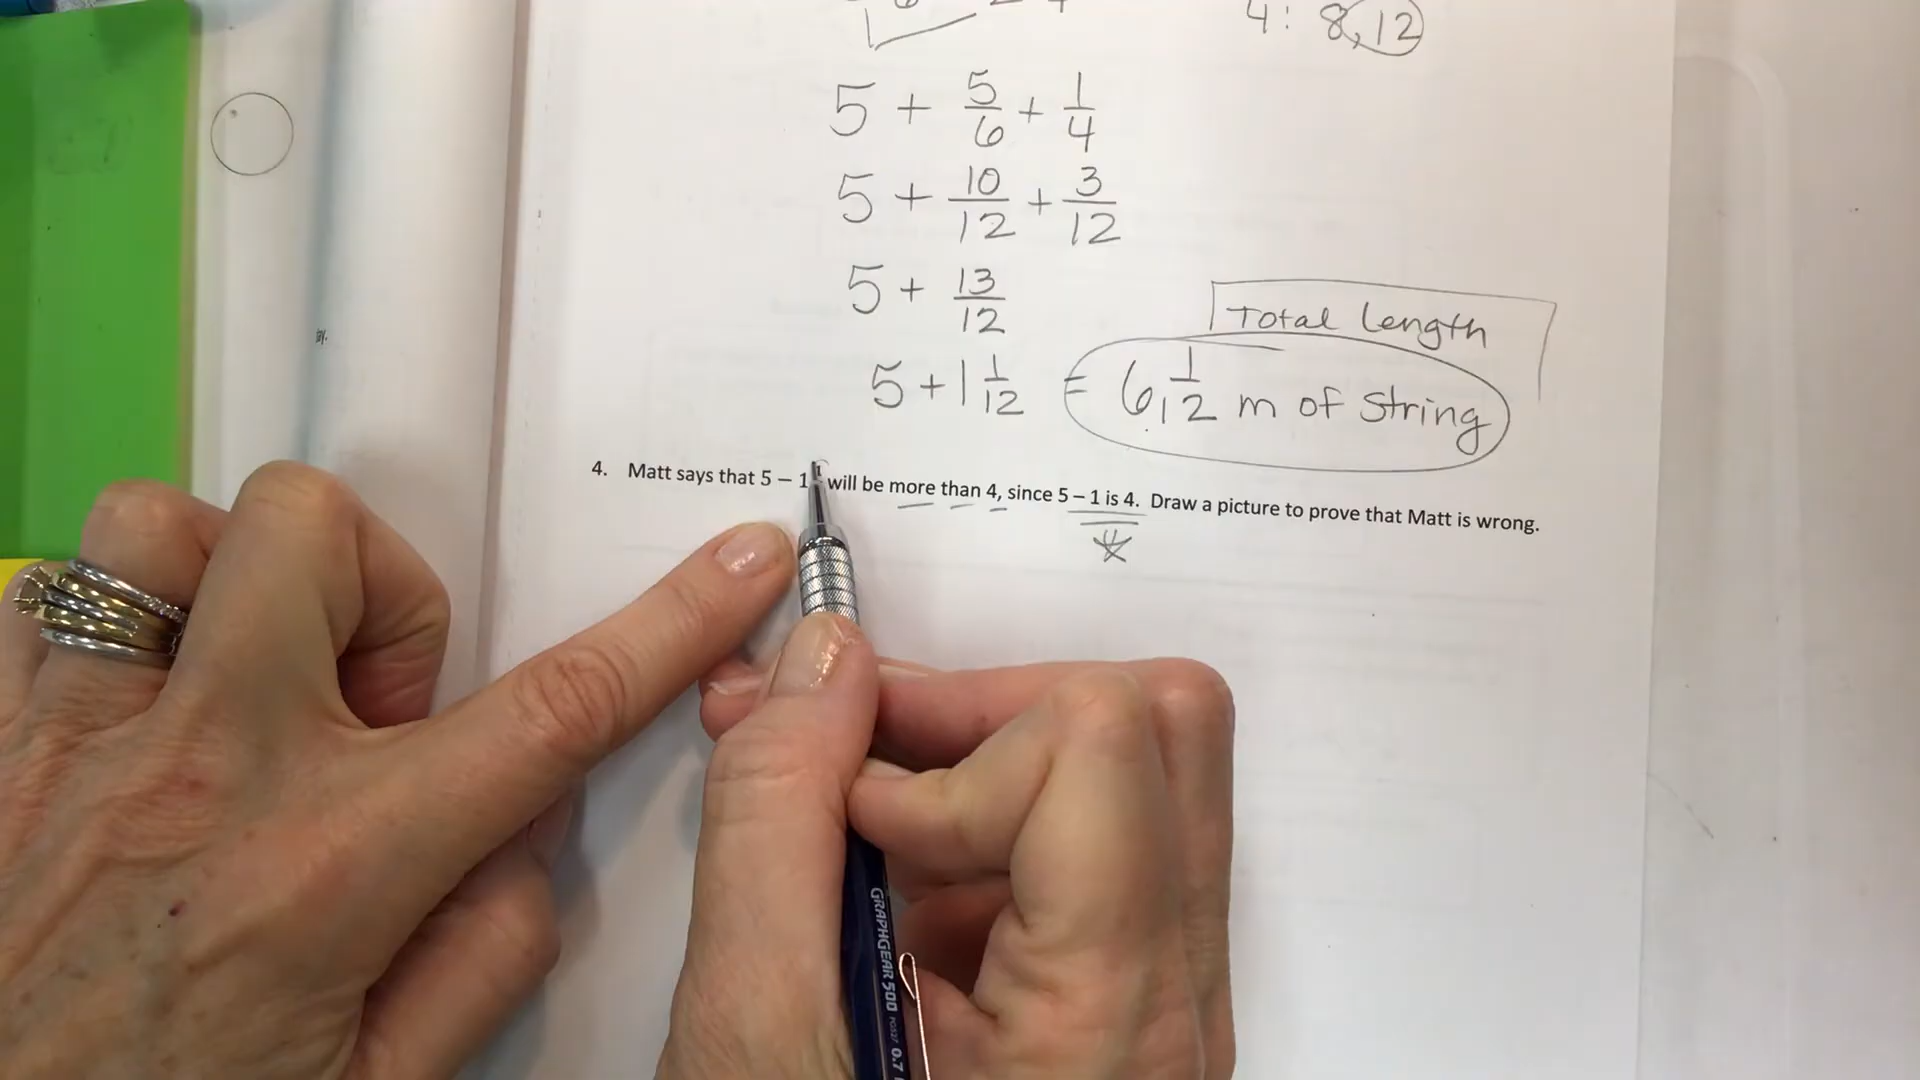 4: 8, 12
5 + 5/6 + 1/4
5 + 10/12 + 3/12
5 + 13/12
Total Length
5 + 1 1/12 = 6 1/12 m of string
4. Matt says that 5 – 1 will be more than 4, since 5 – 1 is 4. Draw a picture to prove that Matt is wrong.
GRAPHGEAR 500 0.7